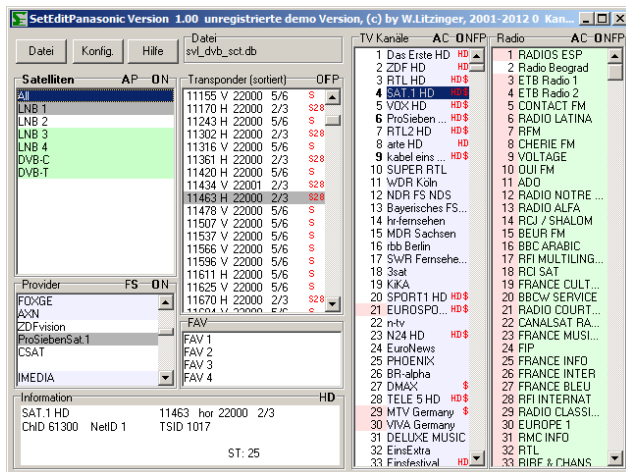 SetEditPanasonic Version 1.00 unregistrierte demo Version, (c) by W.Litzinger, 2001-2012 0 Kan...
Datei
Konfig.
Hilfe
Datei
svl_dvb_sct.db
Satelliten AP ON
All
LNB 1
LNB 2
LNB 3
LNB 4
DVB-C
DVB-T
Transponder (sortiert) OFP
11155 V 22000 5/6 S
11170 H 22000 2/3 S28
11243 H 22000 5/6 S
11302 H 22000 2/3 S28
11316 V 22000 5/6 S
11361 H 22000 2/3 S28
11420 H 22000 5/6 S
11434 V 22001 2/3 S28
11463 H 22000 2/3 S28
11478 V 22000 5/6 S
11507 V 22000 5/6 S
11537 V 22000 5/6 S
11566 V 22000 5/6 S
11596 V 22000 5/6 S
11611 H 22000 5/6 S
11625 V 22000 5/6 S
11670 H 22000 2/3 S28
11684 V 22000 5/6 S
Provider FS ON
FOXGE
AXN
ZDFvision
ProSiebenSat.1
CSAT
IMEDIA
FAV
FAV 1
FAV 2
FAV 3
FAV 4
Information HD
SAT.1 HD 11463 hor 22000 2/3
ChID 61300 NetID 1 TSID 1017
ST: 25
TV Kanäle AC ONFP
1 Das Erste HD HD
2 ZDF HD HD
3 RTL HD HD$
4 SAT.1 HD HD$
5 VOX HD HD$
6 ProSieben ... HD$
7 RTL2 HD HD$
8 arte HD HD
9 kabel eins ... HD$
10 SUPER RTL
11 WDR Köln
12 NDR FS NDS
13 Bayerisches FS...
14 hr-fernsehen
15 MDR Sachsen
16 rbb Berlin
17 SWR Fernsehe...
18 3sat
19 KiKA
20 SPORT1 HD HD$
21 EUROSPO... HD$
22 n-tv
23 N24 HD HD$
24 EuroNews
25 PHOENIX
26 BR-alpha
27 DMAX $
28 TELE 5 HD HD$
29 MTV Germany $
30 VIVA Germany
31 DELUXE MUSIC
32 EinsExtra
33 Einsfestival HD
Radio AC ONFP
1 RADIOS ESP
2 Radio Beograd
3 ETB Radio 1
4 ETB Radio 2
5 CONTACT FM
6 RADIO LATINA
7 RFM
8 CHERIE FM
9 VOLTAGE
10 OUI FM
11 ADO
12 RADIO NOTRE ...
13 RADIO ALFA
14 RCJ / SHALOM
15 BEUR FM
16 BBC ARABIC
17 RFI MULTILING...
18 RCI SAT
19 FRANCE CULT...
20 BBCW SERVICE
21 RADIO COURT...
22 CANALSAT RA...
23 FRANCE MUSI...
24 FIP
25 FRANCE INFO
26 FRANCE INTER
27 FRANCE BLEU
28 RFI INTERNAT
29 RADIO CLASSI...
30 EUROPE 1
31 RMC INFO
32 RTL
33 RIRE & CHANS